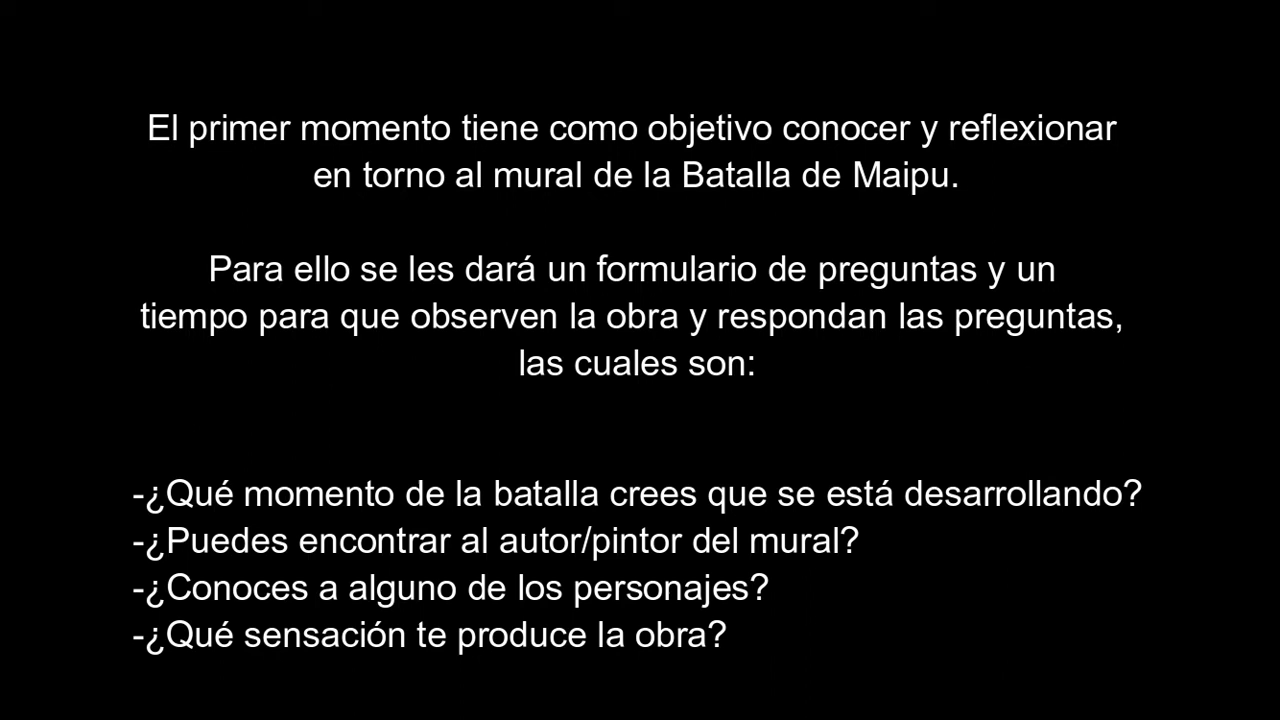 El primer momento tiene como objetivo conocer y reflexionar
en torno al mural de la Batalla de Maipu.
Para ello se les dará un formulario de preguntas y un
tiempo para que observen la obra y respondan las preguntas,
las cuales son:
-¿Qué momento de la batalla crees que se está desarrollando?
-¿Puedes encontrar al autor/pintor del mural?
-¿Conoces a alguno de los personajes?
-¿Qué sensación te produce la obra?